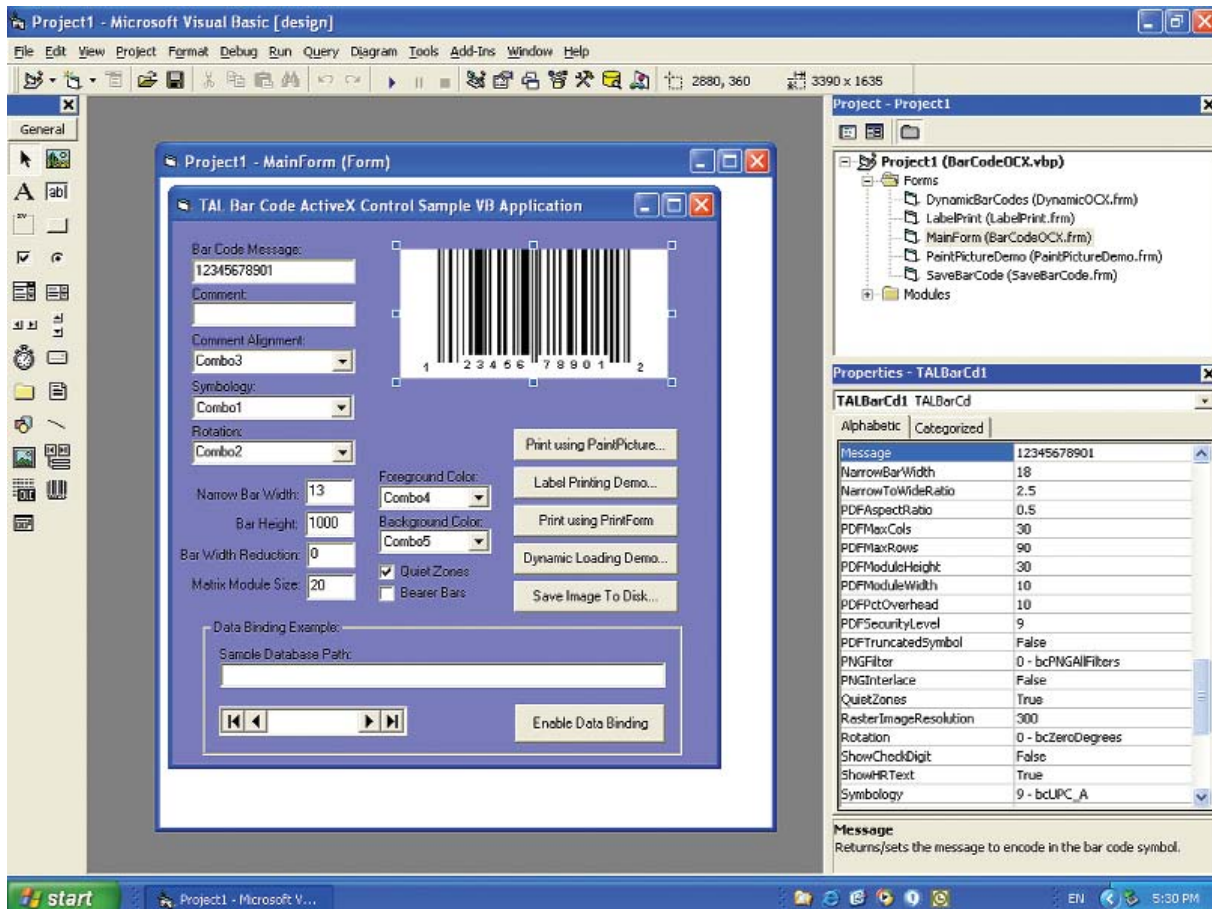 Project1 - Microsoft Visual Basic [design]
File Edit View Project Format Debug Run Query Diagram Tools Add-Ins Window Help
2880, 360 3390 x 1635
General
Project1 - MainForm (Form)
TAL Bar Code ActiveX Control Sample VB Application
Bar Code Message:
12345678901
Comment:
Comment Alignment:
Combo3
Symbology:
Combo1
Rotation:
Combo2
1 23456 78901 2
Narrow Bar Width: 13
Bar Height: 1000
Bar Width Reduction: 0
Matrix Module Size: 20
Foreground Color:
Combo4
Background Color:
Combo5
Quiet Zones
Bearer Bars
Print using PaintPicture...
Label Printing Demo...
Print using PrintForm
Dynamic Loading Demo...
Save Image To Disk...
Data Binding Example:
Sample Database Path:
Enable Data Binding
Project - Project1
Project1 (BarCodeOCX.vbp)
Forms
DynamicBarCodes (DynamicOCX.frm)
LabelPrint (LabelPrint.frm)
MainForm (BarCodeOCX.frm)
PaintPictureDemo (PaintPictureDemo.frm)
SaveBarCode (SaveBarCode.frm)
Modules
Properties - TALBarCd1
TALBarCd1 TALBarCd
Alphabetic Categorized
Message 12345678901
NarrowBarWidth 18
NarrowToWideRatio 2.5
PDFAspectRatio 0.5
PDFMaxCols 30
PDFMaxRows 90
PDFModuleHeight 30
PDFModuleWidth 10
PDFPctOverhead 10
PDFSecurityLevel 9
PDFTruncatedSymbol False
PNGFilter 0 - bcPNGAllFilters
PNGInterlace False
QuietZones True
RasterImageResolution 300
Rotation 0 - bcZeroDegrees
ShowCheckDigit False
ShowHRText True
Symbology 9 - bcUPC_A
Message
Returns/sets the message to encode in the bar code symbol.
start Project1 - Microsoft V... EN 5:30 PM